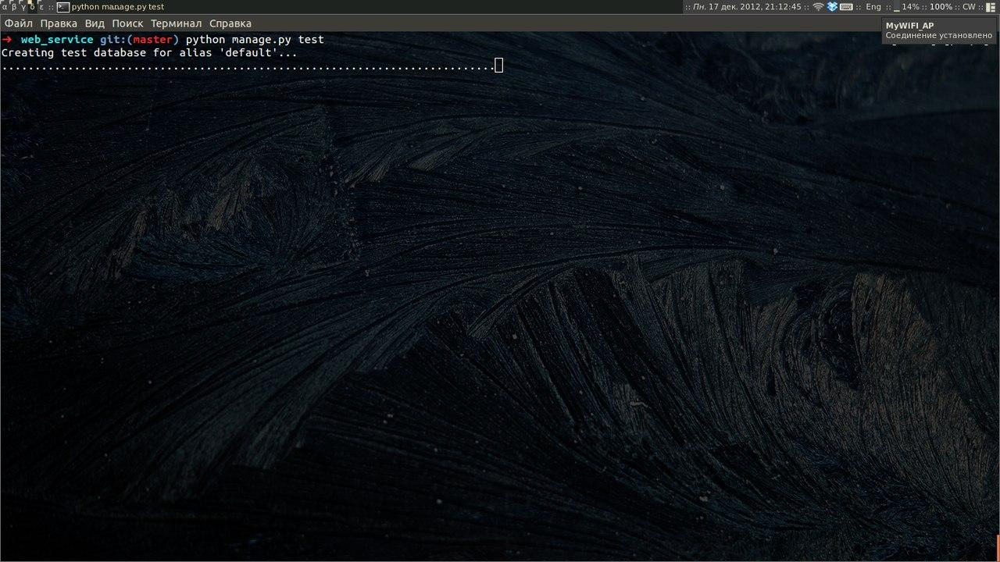 α β γ δ ε :: python manage.py test
:: Пн. 17 дек. 2012, 21:12:45 :: Eng :: 14% :: 100% :: CW ::
Файл Правка Вид Поиск Терминал Справка
MyWiFI_AP
Соединение установлено
➜ web_service git:(master) python manage.py test
Creating test database for alias 'default'...
..........................................................................